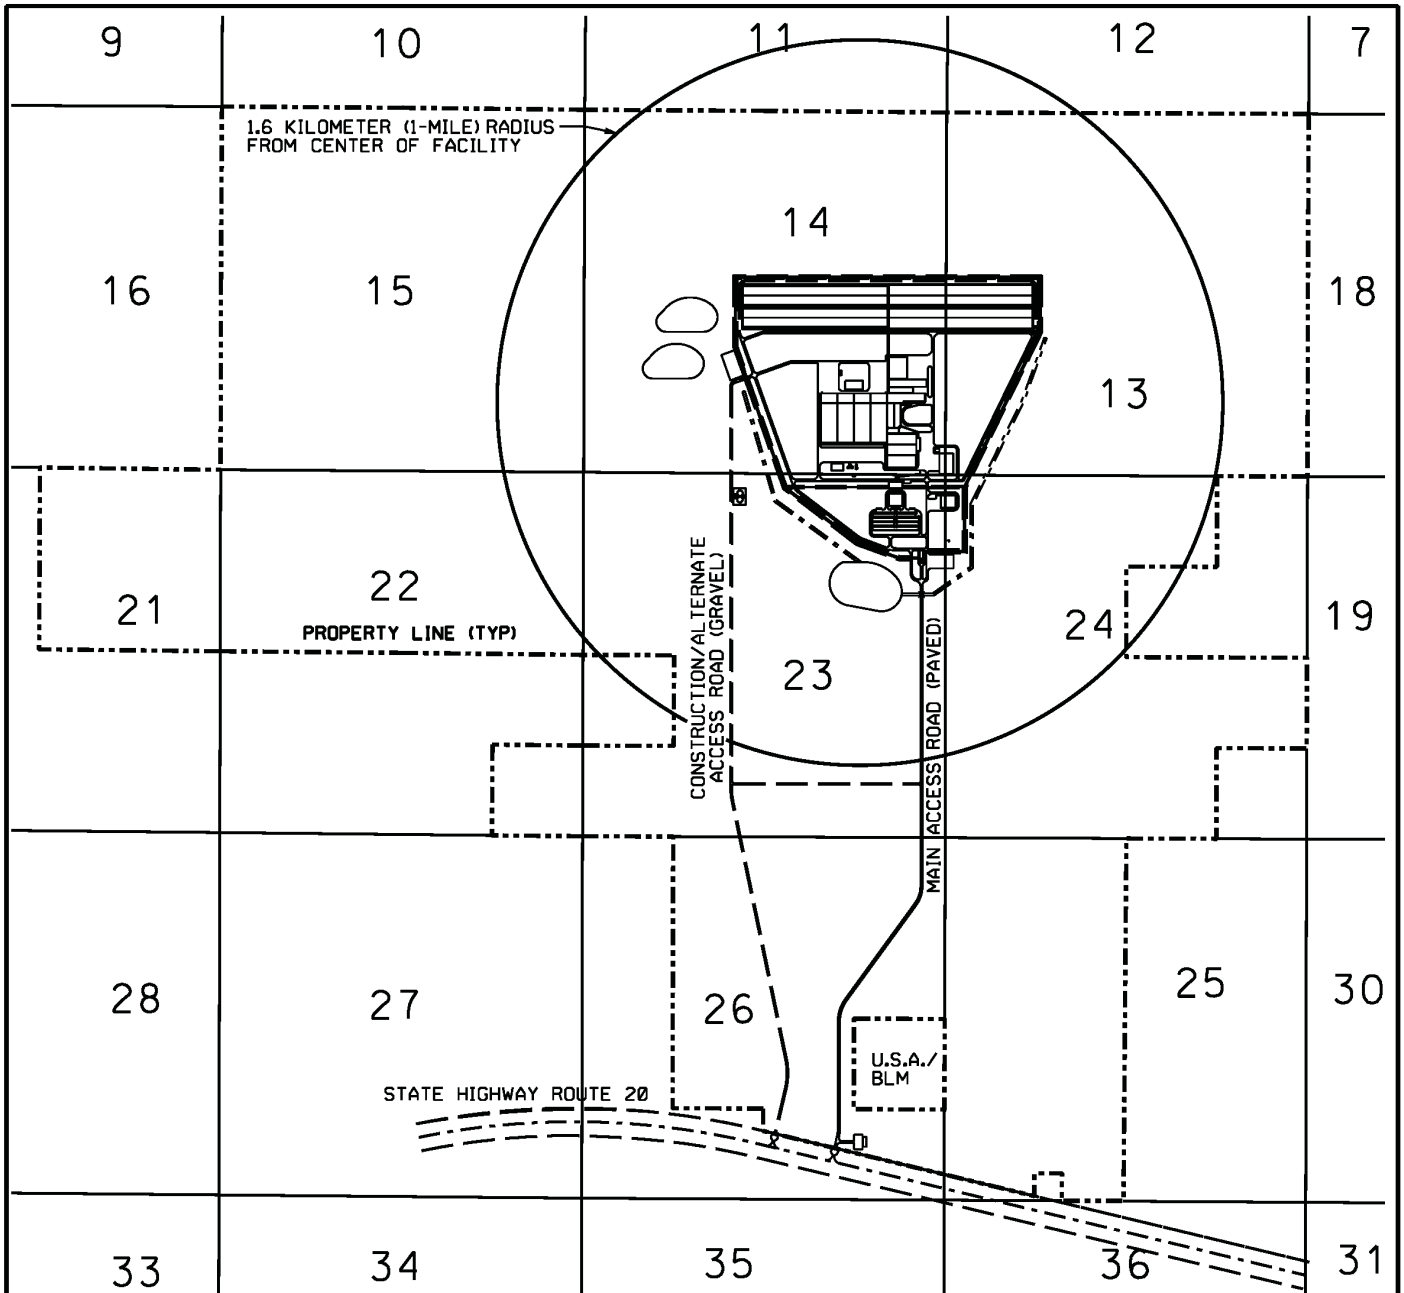 9
10
11
12
7
1.6 KILOMETER (1-MILE) RADIUS
FROM CENTER OF FACILITY
14
16
15
18
13
CONSTRUCTION/ALTERNATE
ACCESS ROAD (GRAVEL)
22
21
24
19
PROPERTY LINE (TYP)
23
MAIN ACCESS ROAD (PAVED)
28
27
26
25
30
U.S.A./
BLM
STATE HIGHWAY ROUTE 20
33
34
35
36
31